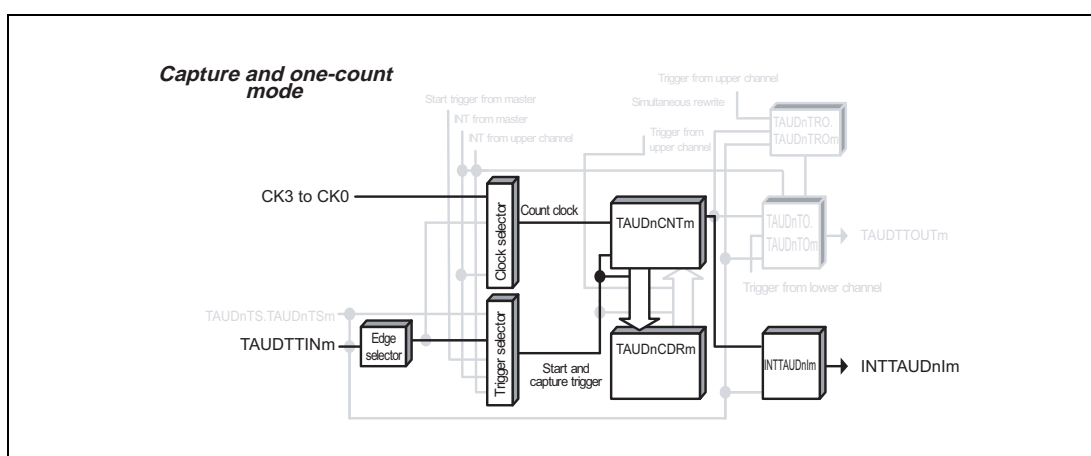 Capture and one-count
mode
Trigger from upper channel
Start trigger from master
Simultaneous rewrite
INT from master
INT from upper channel
Trigger from
upper channel
TAUDnTRO.
TAUDnTROm
CK3 to CK0
Clock selector
Count clock
TAUDnCNTm
TAUDnTO.
TAUDnTOm
TAUDTTOUTm
Trigger from lower channel
TAUDnTS.TAUDnTSm
TAUDTTINm
Edge
selector
Trigger selector
Start and
capture trigger
TAUDnCDRm
INTTAUDnIm
INTTAUDnIm